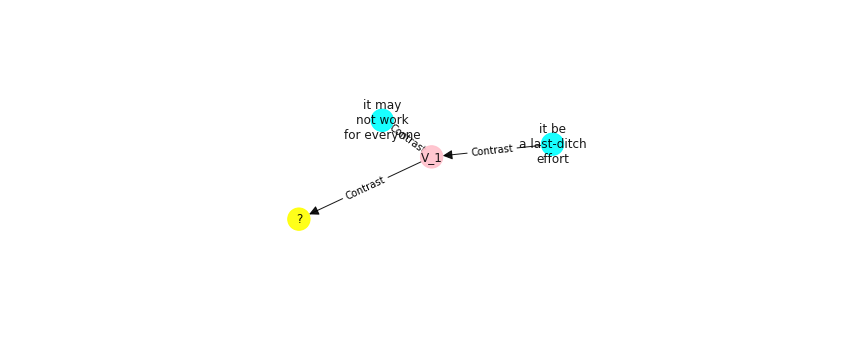 it may
not work
for everyone
Contrast
it be
a last-ditch
effort
Contrast
V_1
Contrast
?